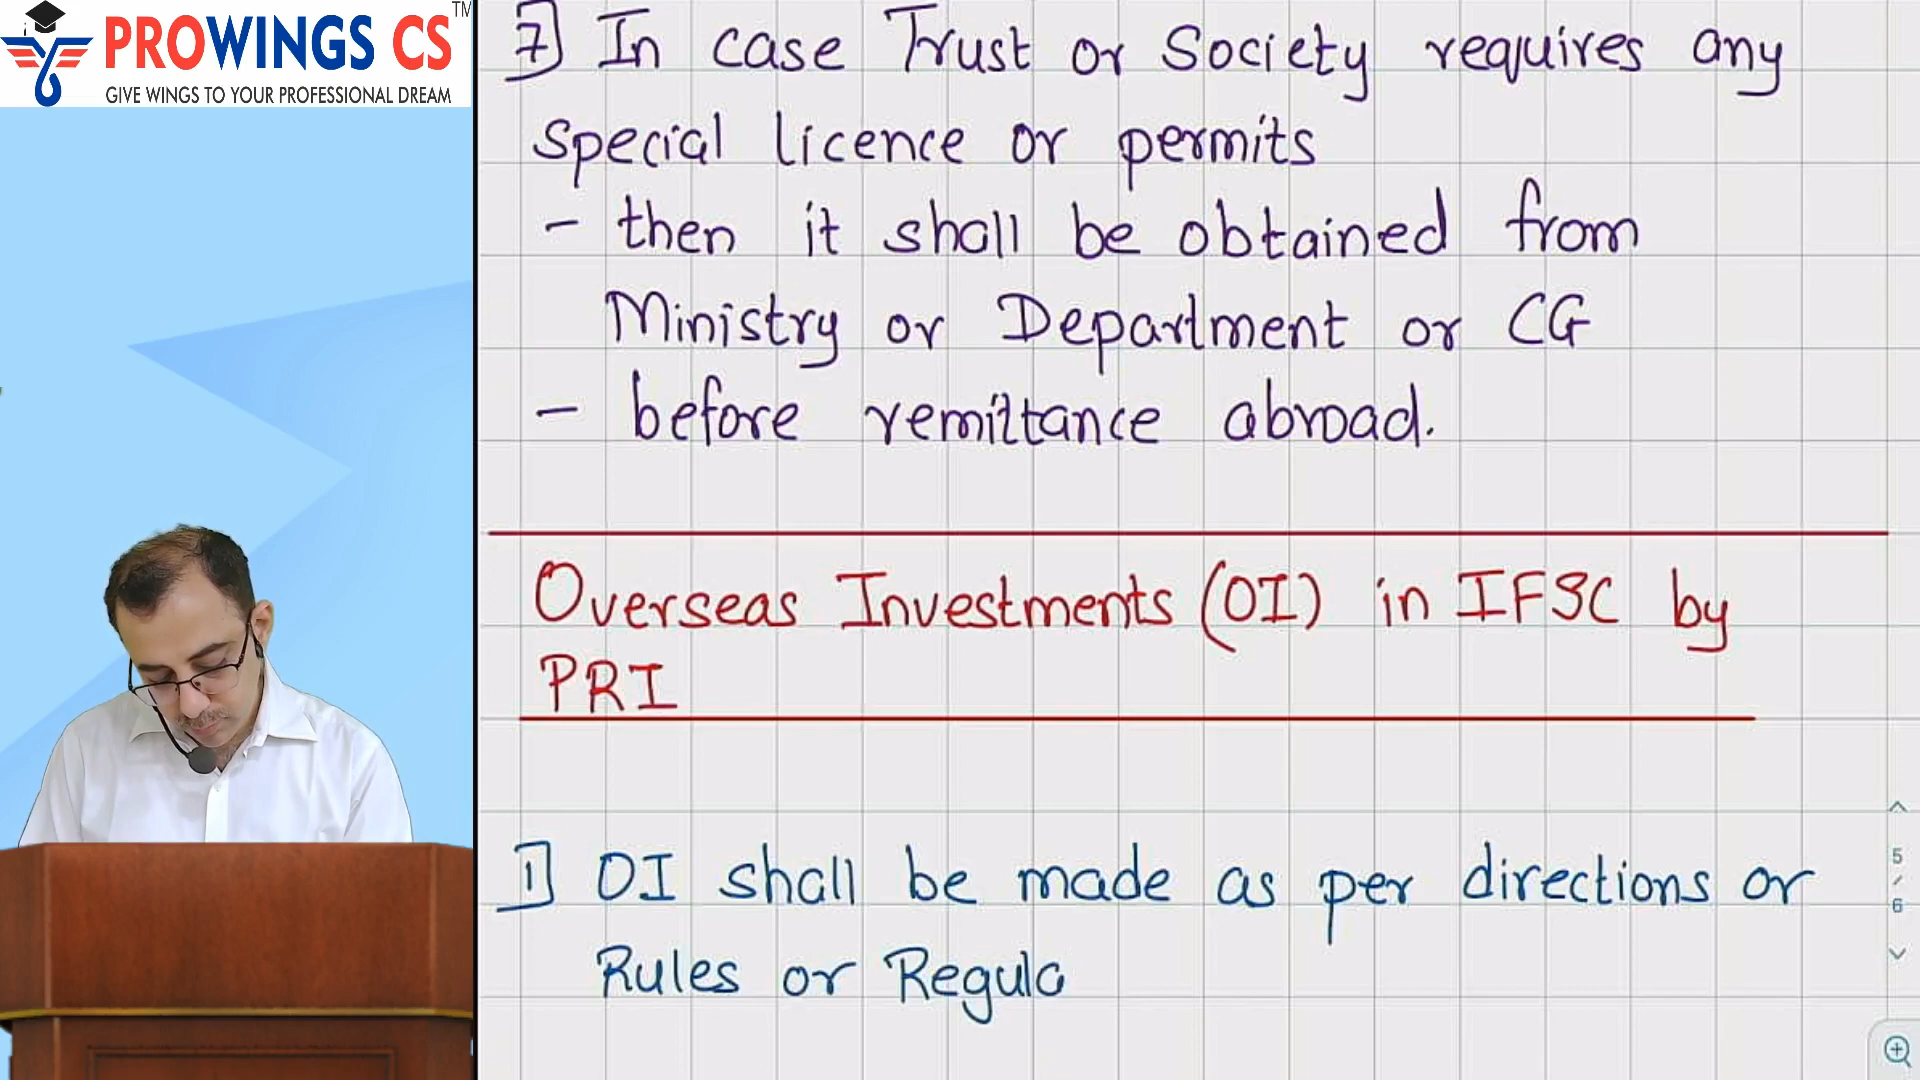 PROWINGS CS TM
GIVE WINGS TO YOUR PROFESSIONAL DREAM
7] In case Trust or Society requires any
special licence or permits
- then it shall be obtained from
Ministry or Department or CG
- before remittance abroad.
Overseas Investments (OI) in IFSC by
PRI
1] OI shall be made as per directions or
Rules or Regula
5
/
6